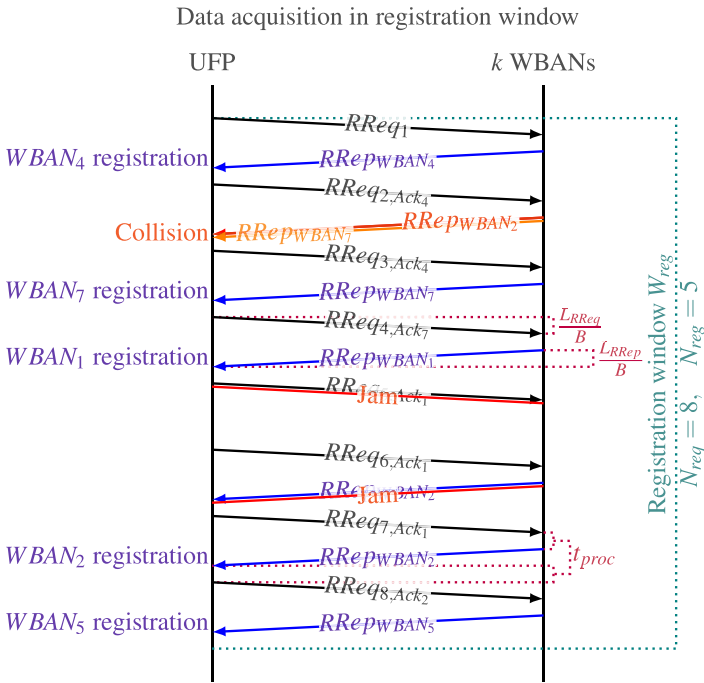 Data acquisition in registration window
UFP
k WBANs
RReq1
WBAN4 registration
RRepWBAN4
RReq2,Ack4
RRepWBAN2
Collision
RRepWBAN7
RReq3,Ack4
WBAN7 registration
RRepWBAN7
RReq4,Ack7
LRReq
B
WBAN1 registration
RRepWBAN1
LRRep
B
Jam
RReq6,Ack1
Jam
RReq7,Ack1
WBAN2 registration
RRepWBAN2
tproc
RReq8,Ack2
WBAN5 registration
RRepWBAN5
Registration window Wreg
Nreq = 8, Nreg = 5